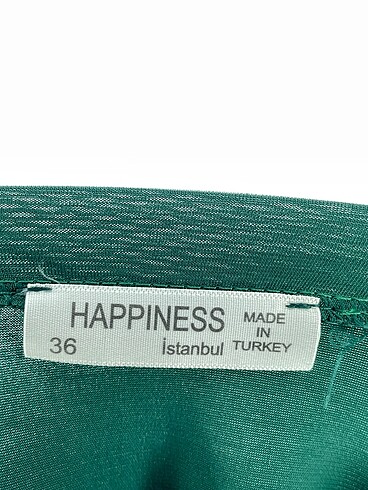 HAPPINESS
36 İstanbul
MADE
IN
TURKEY